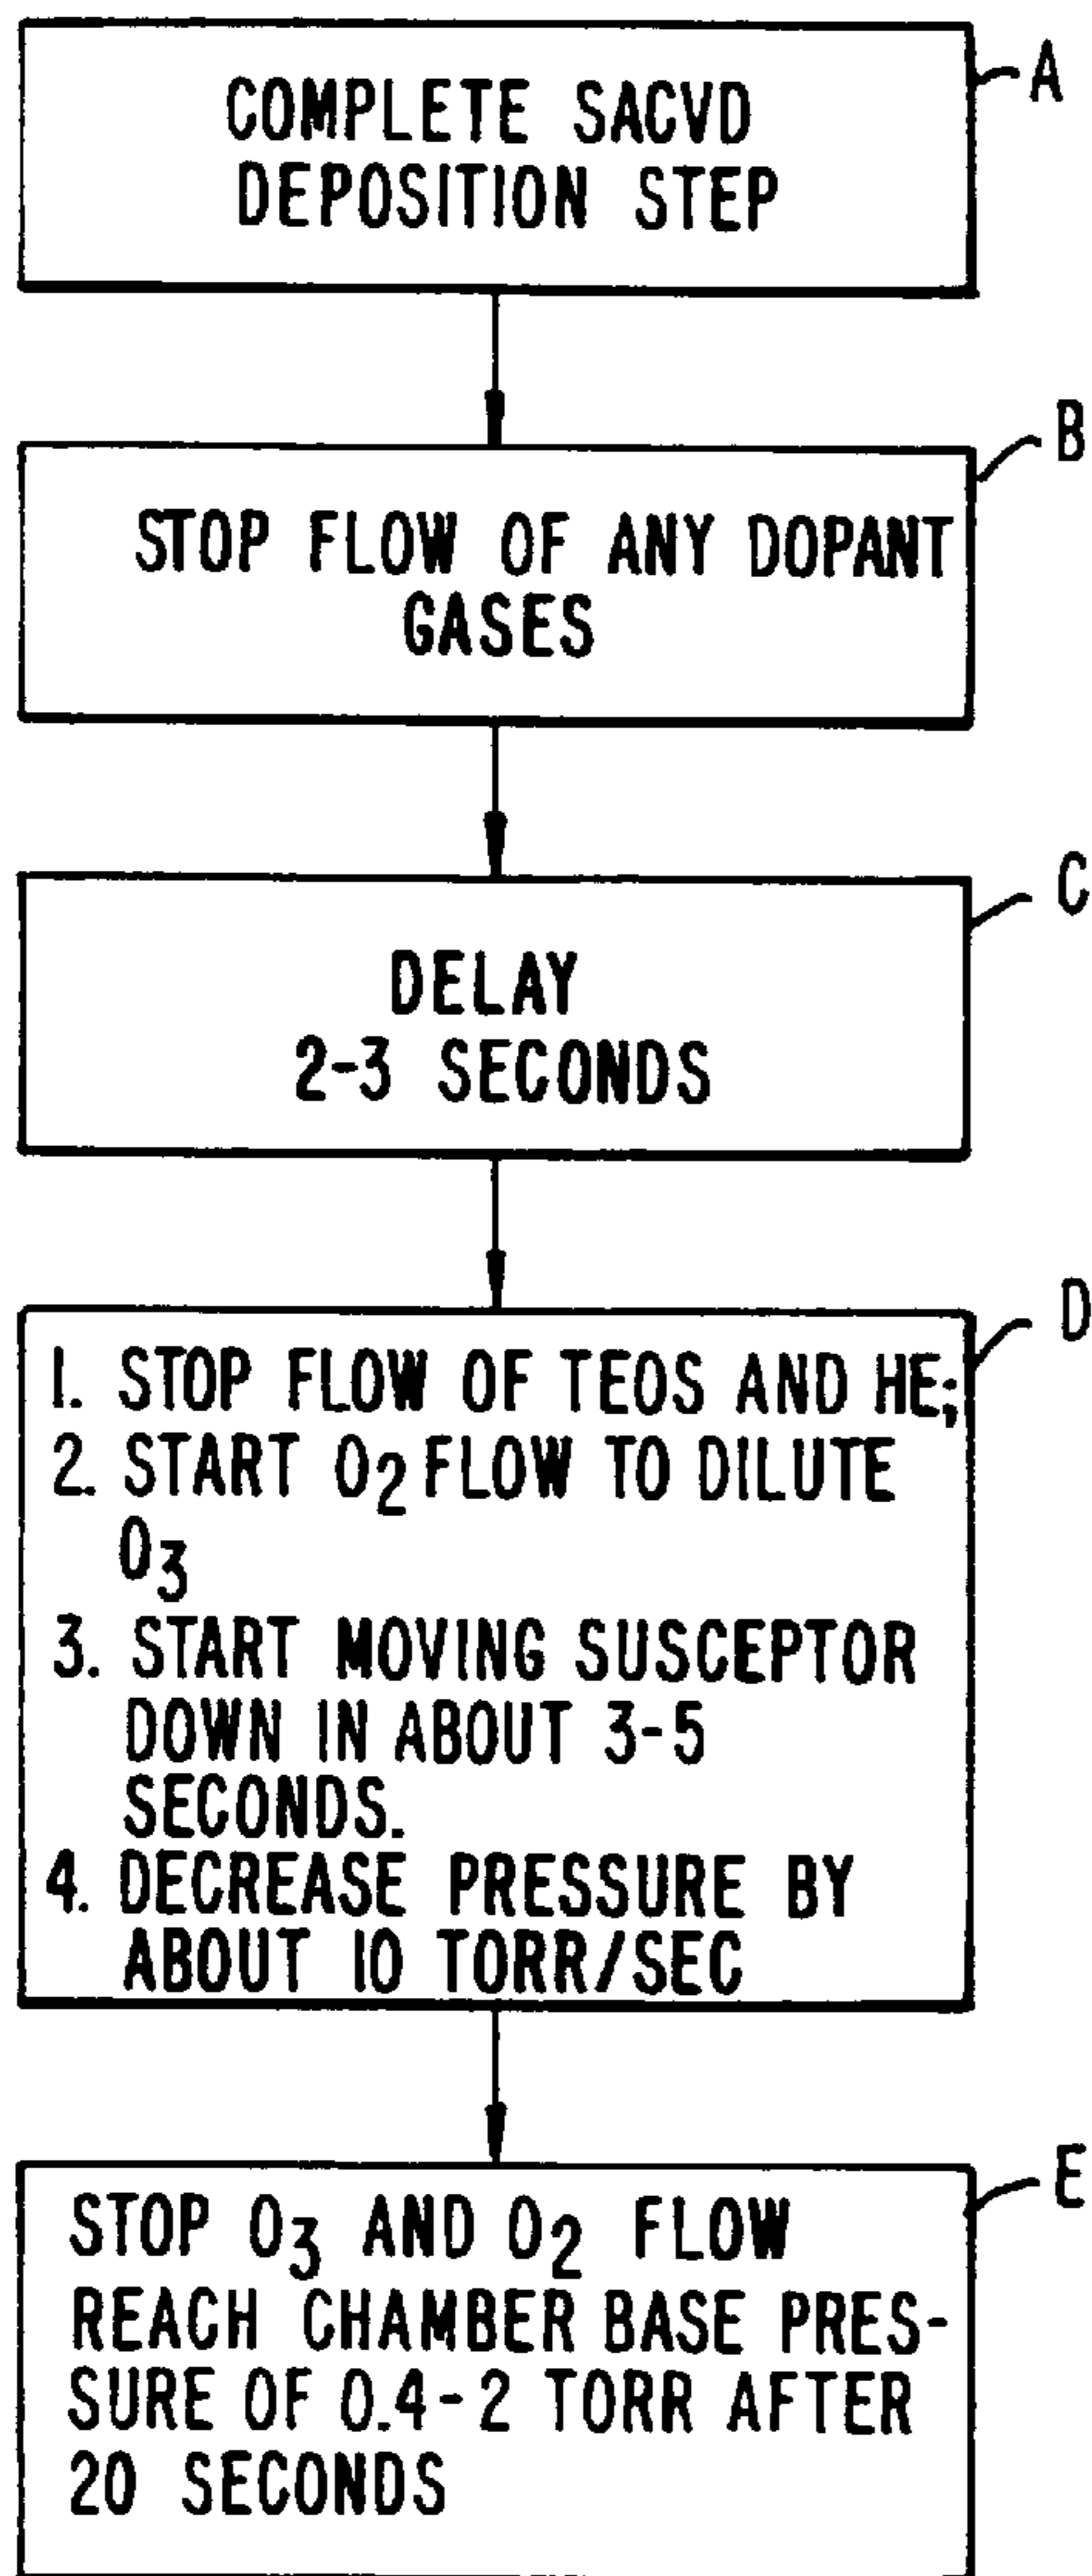 COMPLETE SACVD
DEPOSITION STEP
A
STOP FLOW OF ANY DOPANT
GASES
B
DELAY
2-3 SECONDS
C
1. STOP FLOW OF TEOS AND HE;
2. START O2 FLOW TO DILUTE
O3
3. START MOVING SUSCEPTOR
DOWN IN ABOUT 3-5
SECONDS.
4. DECREASE PRESSURE BY
ABOUT 10 TORR/SEC
D
STOP O3 AND O2 FLOW
REACH CHAMBER BASE PRES-
SURE OF 0.4-2 TORR AFTER
20 SECONDS
E